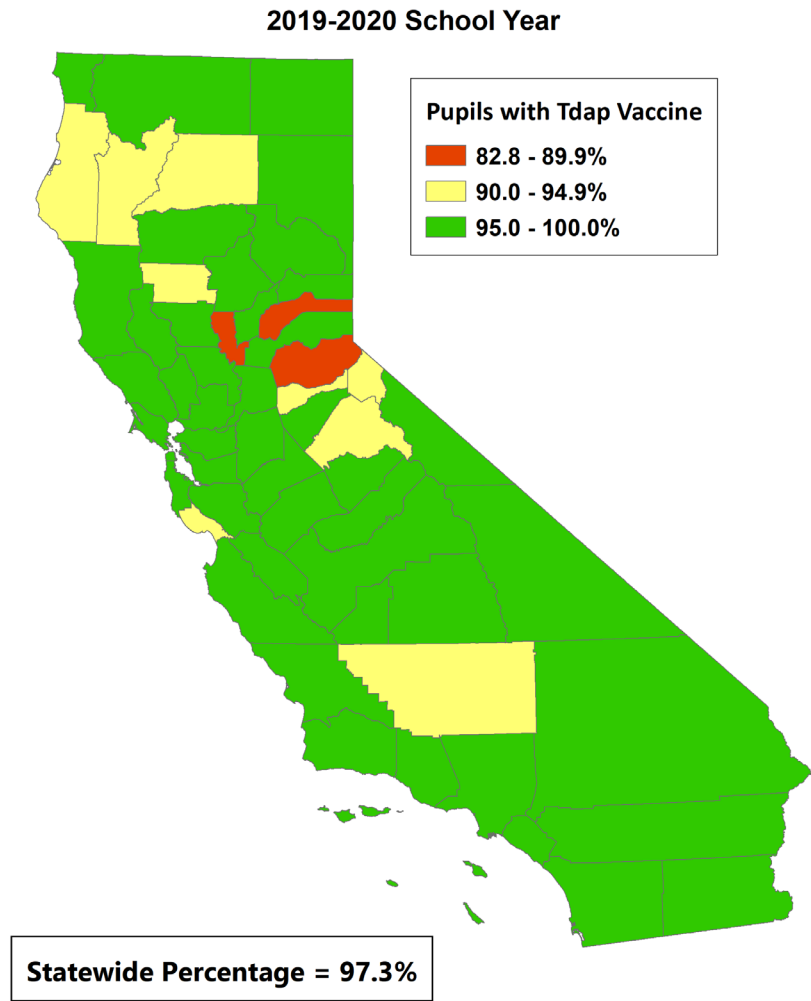 2019-2020 School Year
Pupils with Tdap Vaccine
82.8 - 89.9%
90.0 - 94.9%
95.0 - 100.0%
Statewide Percentage = 97.3%